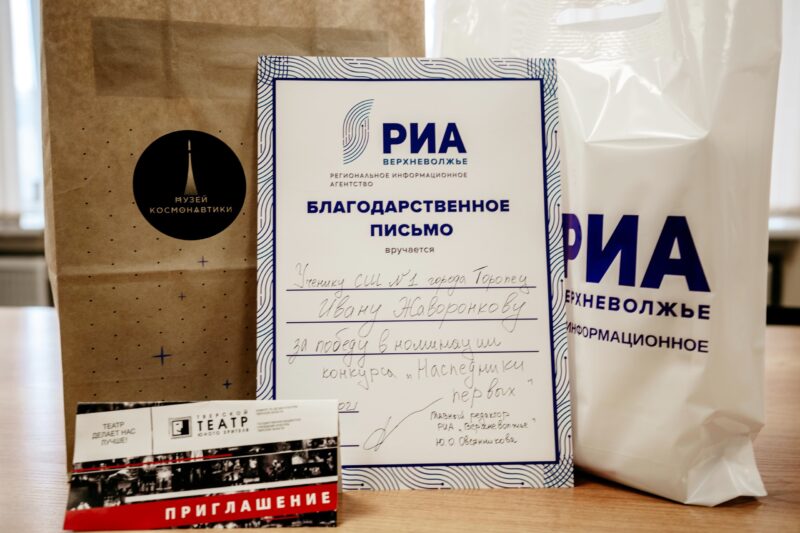 МУЗЕЙ
КОСМОНАВТИКИ
РИА
ВЕРХНЕВОЛЖЬЕ
РЕГИОНАЛЬНОЕ ИНФОРМАЦИОННОЕ
АГЕНТСТВО
БЛАГОДАРСТВЕННОЕ
ПИСЬМО
вручается
Ученику СШ №1 города Торопец
Ивану Жаворонкову
за победу в номинации
конкурса „Наследники
первых"
Главный редактор
РИА „Верхневолжье"
Ю.О. Овсянникова
РИА
ВЕРХНЕВОЛЖЬЕ
ИНФОРМАЦИОННОЕ
ТЕАТР
ДЕЛАЕТ НАС
ЛУЧШЕ!
ТВЕРСКОЙ
ТЕАТР
ЮНОГО ЗРИТЕЛЯ
ПРИГЛАШЕНИЕ